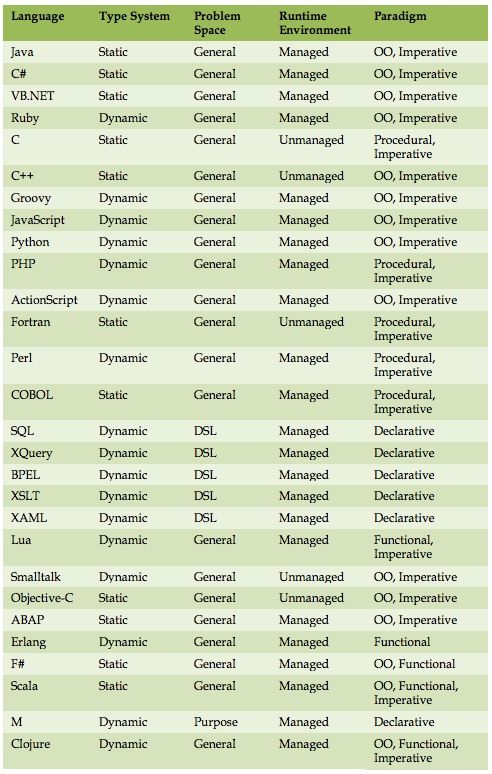 Language Type System Problem Space Runtime Environment Paradigm
Java Static General Managed OO, Imperative
C# Static General Managed OO, Imperative
VB.NET Static General Managed OO, Imperative
Ruby Dynamic General Managed OO, Imperative
C Static General Unmanaged Procedural, Imperative
C++ Static General Unmanaged OO, Imperative
Groovy Dynamic General Managed OO, Imperative
JavaScript Dynamic General Managed OO, Imperative
Python Dynamic General Managed OO, Imperative
PHP Dynamic General Managed Procedural, Imperative
ActionScript Dynamic General Managed OO, Imperative
Fortran Static General Unmanaged Procedural, Imperative
Perl Dynamic General Managed Procedural, Imperative
COBOL Static General Managed Procedural, Imperative
SQL Dynamic DSL Managed Declarative
XQuery Dynamic DSL Managed Declarative
BPEL Dynamic DSL Managed Declarative
XSLT Dynamic DSL Managed Declarative
XAML Dynamic DSL Managed Declarative
Lua Dynamic General Managed Functional, Imperative
Smalltalk Dynamic General Unmanaged OO, Imperative
Objective-C Static General Unmanaged OO, Imperative
ABAP Static General Managed OO, Imperative
Erlang Dynamic General Managed Functional
F# Static General Managed OO, Functional
Scala Static General Managed OO, Functional, Imperative
M Dynamic Purpose Managed Declarative
Clojure Dynamic General Managed OO, Functional, Imperative